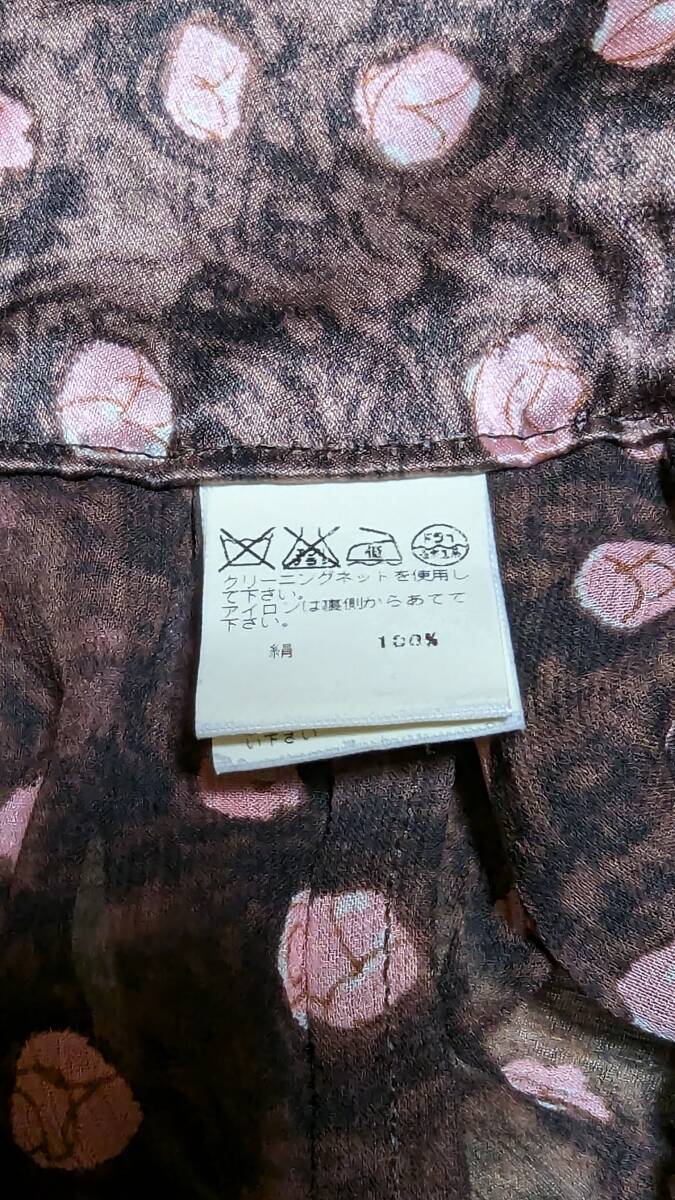 低 ドライ
クリーニングネットを使用し
て下さい。
アイロンは裏側からあてて
下さい。
絹 100%
い下さい